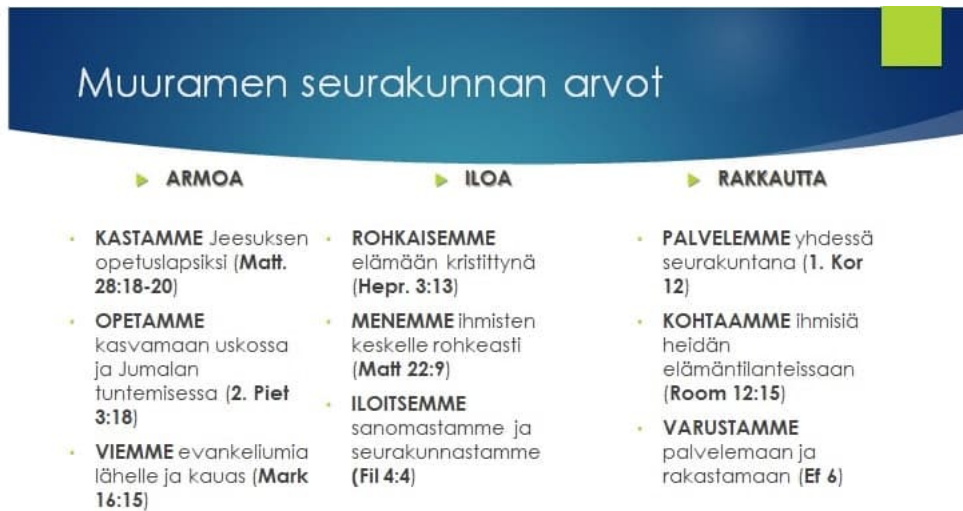 Muuramen seurakunnan arvot
ARMOA
KASTAMME Jeesuksen
opetuslapsiksi (Matt.
28:18-20)
OPETAMME
kasvamaan uskossa
ja Jumalan
tuntemisessa (2. Piet
3:18)
VIEMME evankeliumia
lähelle ja kauas (Mark
16:15)
ILOA
ROHKAISEMME
elämään kristittynä
(Hepr. 3:13)
MENEMME ihmisten
keskelle rohkeasti
(Matt 22:9)
ILOITSEMME
sanomastamme ja
seurakunnastamme
(Fil 4:4)
RAKKAUTTA
PALVELEMME yhdessä
seurakuntana (1. Kor
12)
KOHTAAMME ihmisiä
heidän
elämäntilanteissaan
(Room 12:15)
VARUSTAMME
palvelemaan ja
rakastamaan (Ef 6)